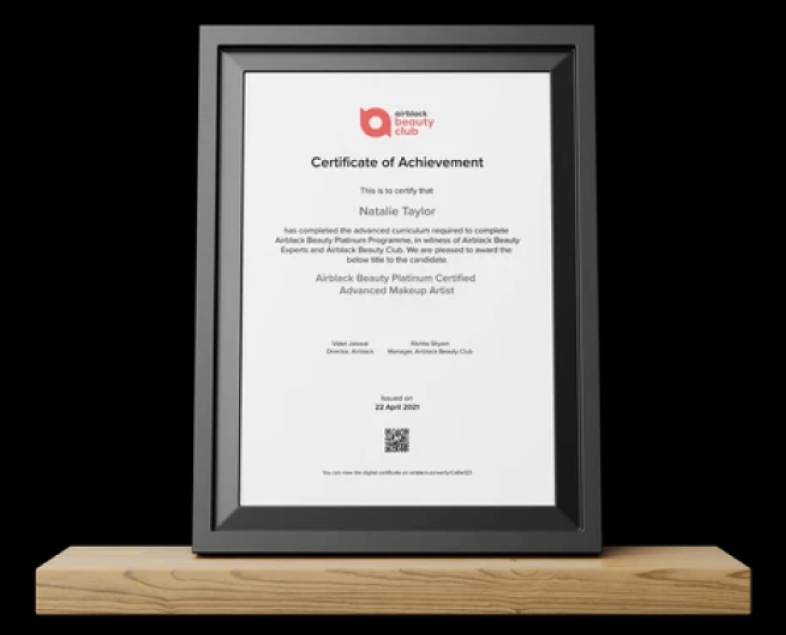 airblack
beauty
club
Certificate of Achievement
This is to certify that
Natalie Taylor
has completed the advanced curriculum required to complete
Airblack Beauty Platinum Programme, in witness of Airblack Beauty
Experts and Airblack Beauty Club. We are pleased to award the
below title to the candidate.
Airblack Beauty Platinum Certified
Advanced Makeup Artist
Videt Jaiswal Rishita Shyam
Director, Airblack Manager, Airblack Beauty Club
Issued on
22 April 2021
You can view the digital certificate on